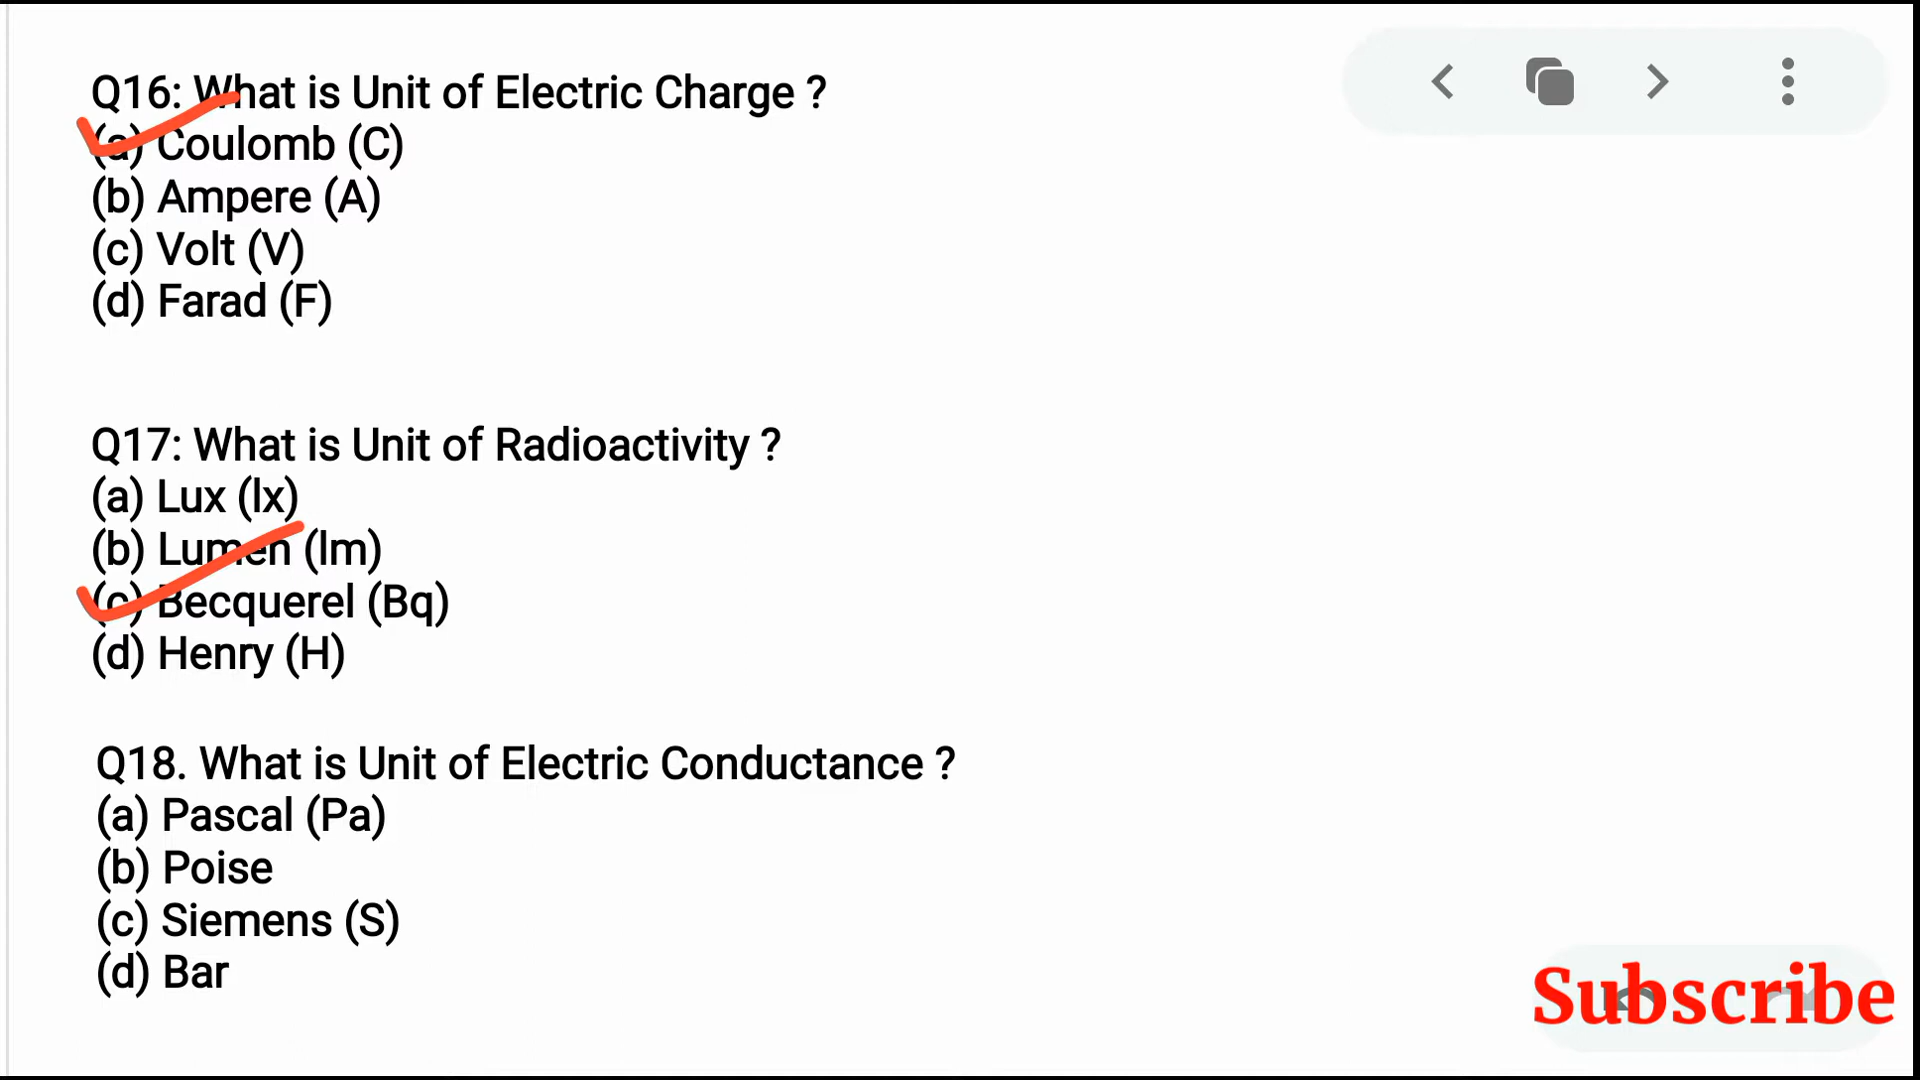 Q16: What is Unit of Electric Charge ?
(a) Coulomb (C)
(b) Ampere (A)
(c) Volt (V)
(d) Farad (F)
Q17: What is Unit of Radioactivity ?
(a) Lux (lx)
(b) Lumen (lm)
(c) Becquerel (Bq)
(d) Henry (H)
Q18. What is Unit of Electric Conductance ?
(a) Pascal (Pa)
(b) Poise
(c) Siemens (S)
(d) Bar
Subscribe